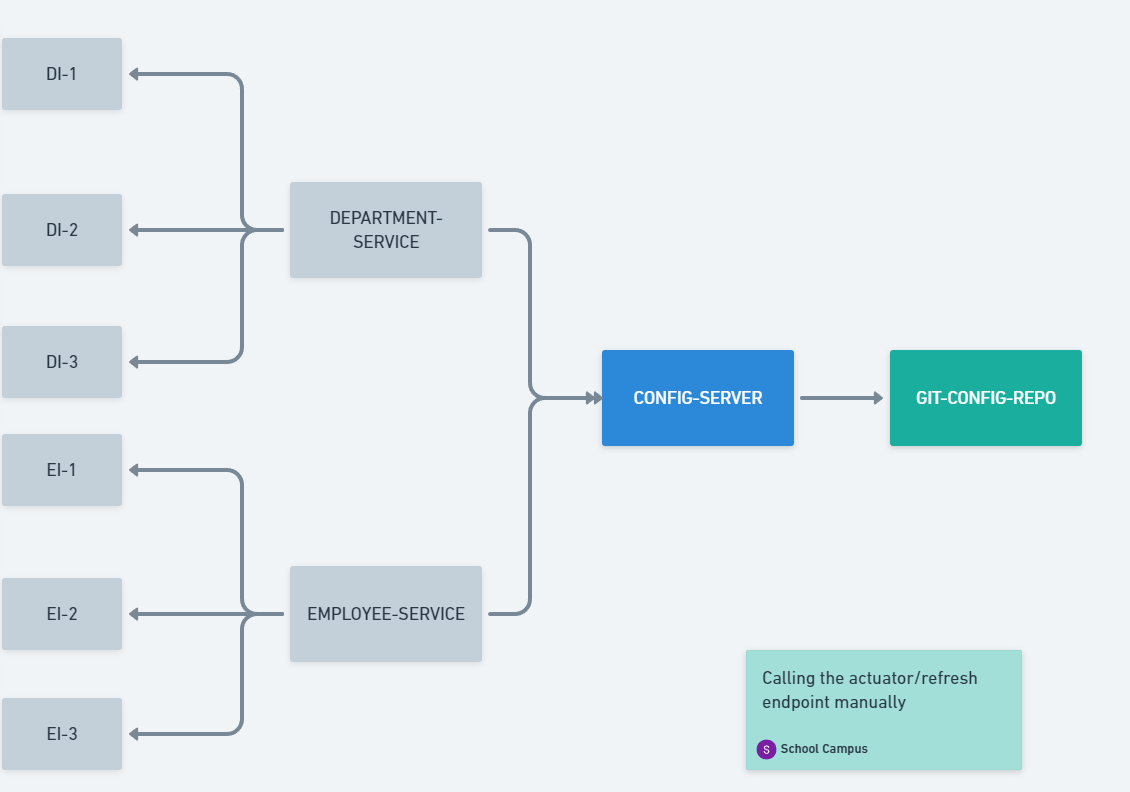 DI-1
DI-2
DI-3
EI-1
EI-2
EI-3
DEPARTMENT-
SERVICE
EMPLOYEE-SERVICE
CONFIG-SERVER
GIT-CONFIG-REPO
Calling the actuator/refresh
endpoint manually
S School Campus